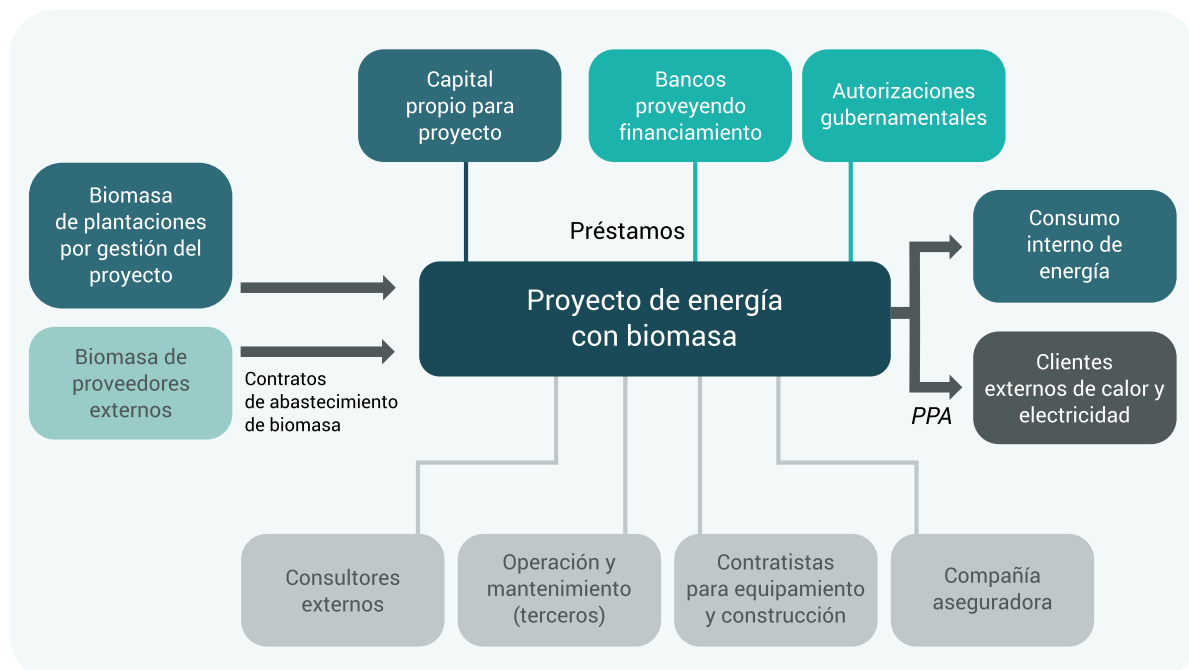 Capital
propio para
proyecto
Bancos
proveyendo
financiamiento
Autorizaciones
gubernamentales
Biomasa
de plantaciones
por gestión del
proyecto
Préstamos
Consumo
interno de
energía
Proyecto de energía
con biomasa
Biomasa de
proveedores
externos
Contratos
de abastecimiento
de biomasa
PPA
Clientes
externos de calor y
electricidad
Consultores
externos
Operación y
mantenimiento
(terceros)
Contratistas
para equipamiento
y construcción
Compañía
aseguradora